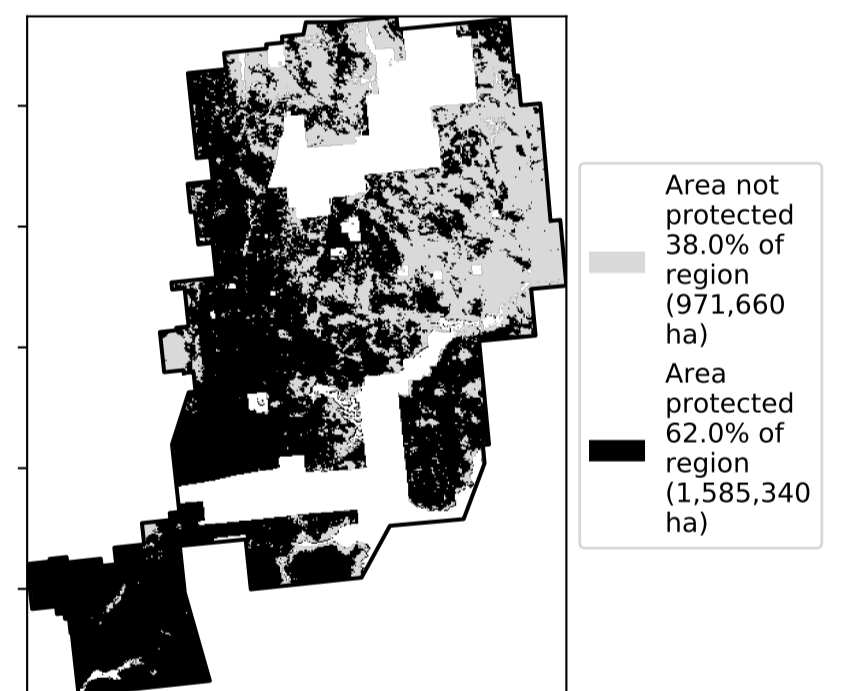 Area not
protected
38.0% of
region
(971,660
ha)
Area
protected
62.0% of
region
(1,585,340
ha)